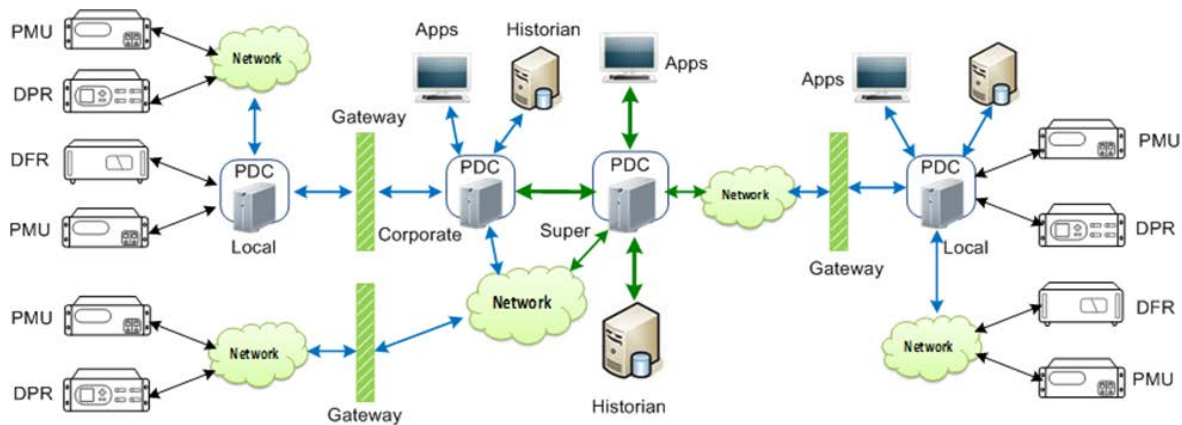 PMU
Network
DPR
DFR
PDC
PMU
Local
Gateway
Apps
Historian
PDC
Corporate
Apps
PDC
Super
Network
Gateway
Apps
PDC
Local
PMU
DPR
PMU
Network
DPR
Gateway
Network
Historian
Network
DFR
PMU